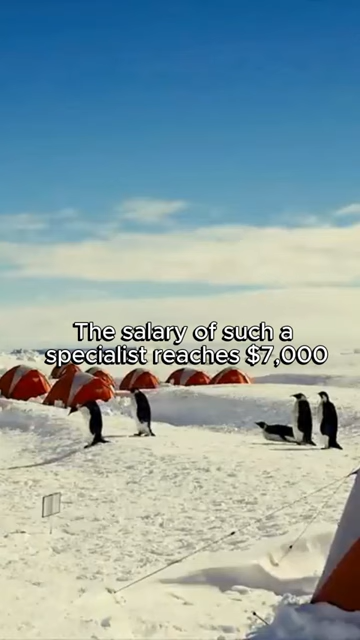 The salary of such a
specialist reaches $7,000